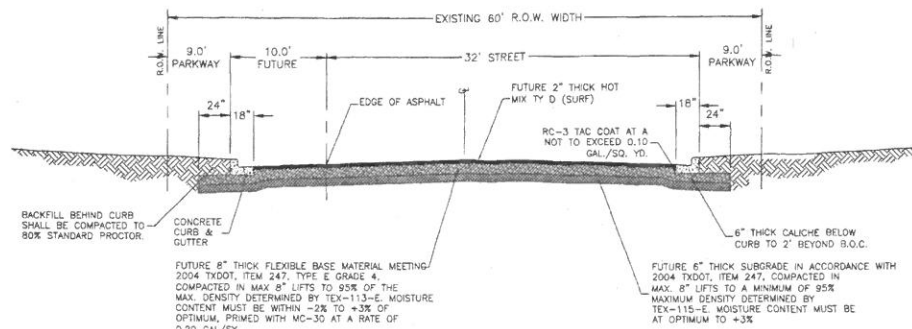 EXISTING 60' R.O.W. WIDTH
R.O.W. LINE
9.0'
PARKWAY
10.0'
FUTURE
32' STREET
9.0'
PARKWAY
R.O.W. LINE
24"
18"
EDGE OF ASPHALT
FUTURE 2" THICK HOT
MIX TY D (SURF)
18"
24"
RC-3 TAC COAT AT A
NOT TO EXCEED 0.10
GAL./SQ. YD.
BACKFILL BEHIND CURB
SHALL BE COMPACTED TO
80% STANDARD PROCTOR.
CONCRETE
CURB &
GUTTER
6" THICK CALICHE BELOW
CURB TO 2' BEYOND B.O.C.
FUTURE 8" THICK FLEXIBLE BASE MATERIAL MEETING
2004 TXDOT, ITEM 247, TYPE E GRADE 4,
COMPACTED IN MAX 8" LIFTS TO 95% OF THE
MAX. DENSITY DETERMINED BY TEX-113-E. MOISTURE
CONTENT MUST BE WITHIN -2% TO +3% OF
OPTIMUM, PRIMED WITH MC-30 AT A RATE OF
0.20 GAL/SY
FUTURE 6" THICK SUBGRADE IN ACCORDANCE WITH
2004 TXDOT, ITEM 247, COMPACTED IN
MAX. 8" LIFTS TO A MINIMUM OF 95%
MAXIMUM DENSITY DETERMINED BY
TEX-115-E. MOISTURE CONTENT MUST BE
AT OPTIMUM TO +3%